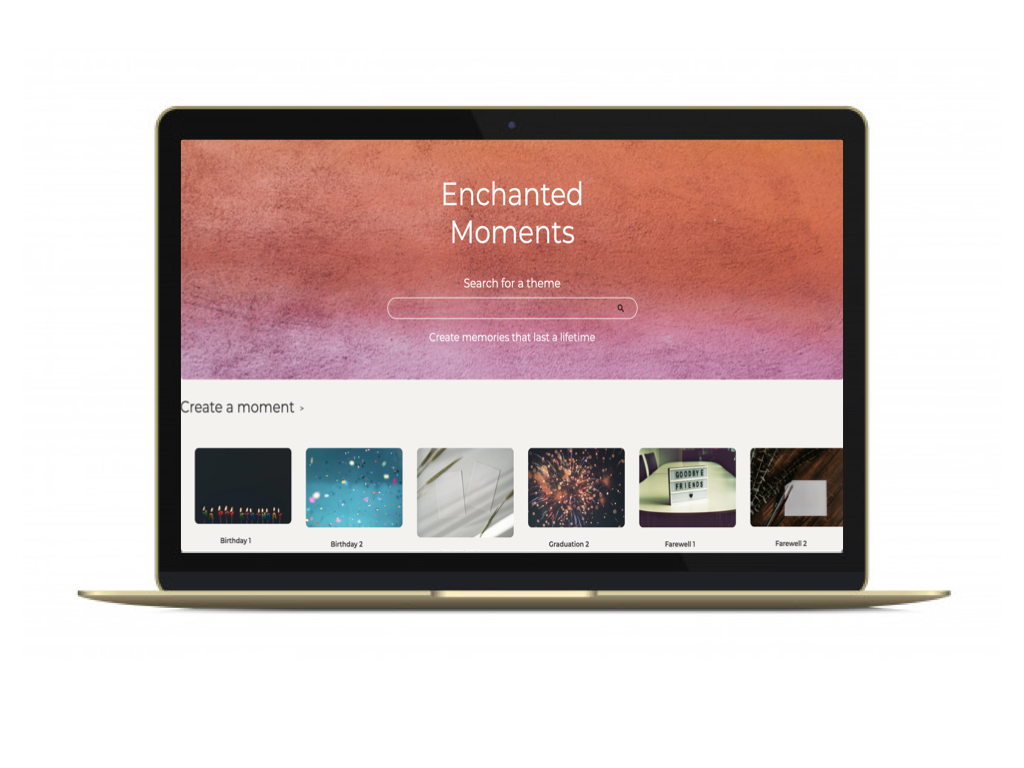 Enchanted
Moments
Search for a theme
Create memories that last a lifetime
Create a moment >
GOODBYE
FRIENDS
Birthday 1
Birthday 2
Graduation 2
Farewell 1
Farewell 2